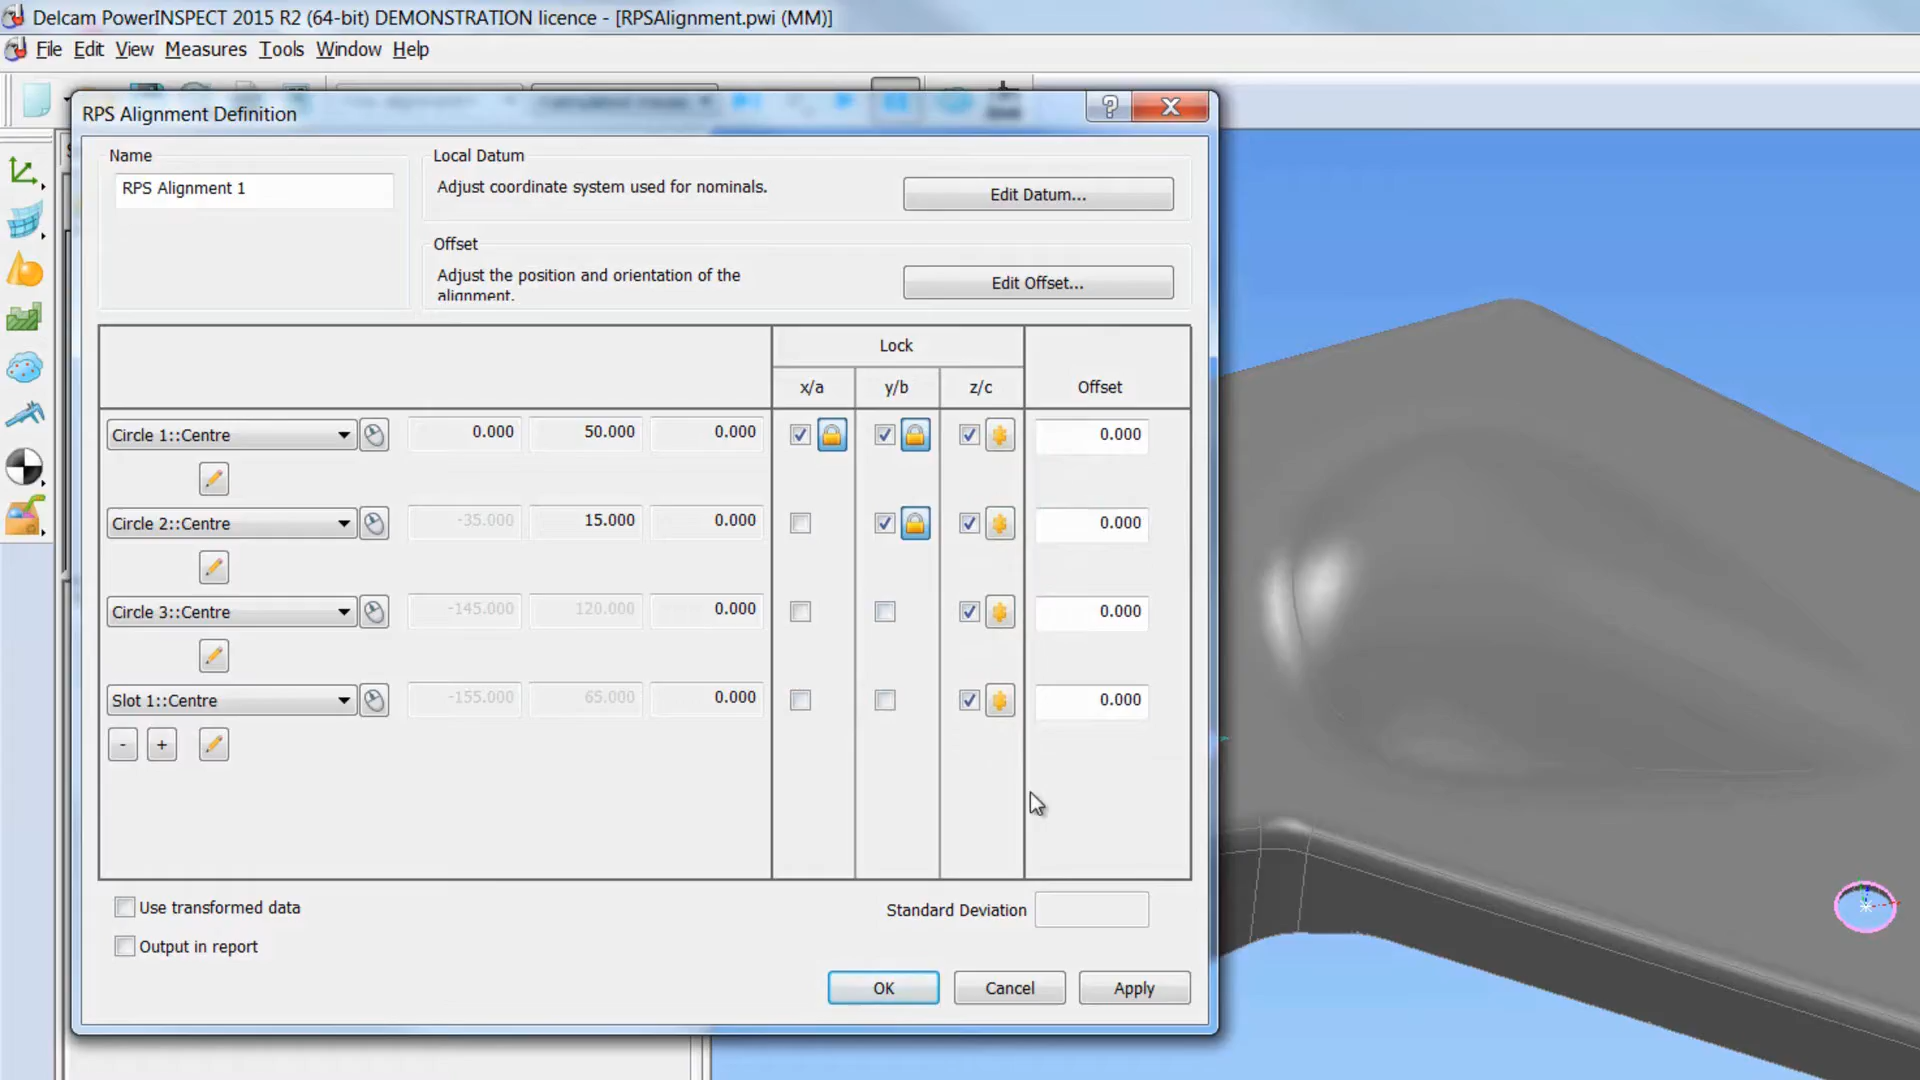 Delcam PowerINSPECT 2015 R2 (64-bit) DEMONSTRATION licence - [RPSAlignment.pwi (MM)]
File Edit View Measures Tools Window Help
RPS Alignment Definition
Name
RPS Alignment 1
Local Datum
Adjust coordinate system used for nominals.
Edit Datum...
Offset
Adjust the position and orientation of the
alignment.
Edit Offset...
Lock
x/a y/b z/c Offset
Circle 1::Centre 0.000 50.000 0.000 0.000
Circle 2::Centre -35.000 15.000 0.000 0.000
Circle 3::Centre -145.000 120.000 0.000 0.000
Slot 1::Centre -155.000 65.000 0.000 0.000
- +
Use transformed data
Standard Deviation
Output in report
OK Cancel Apply